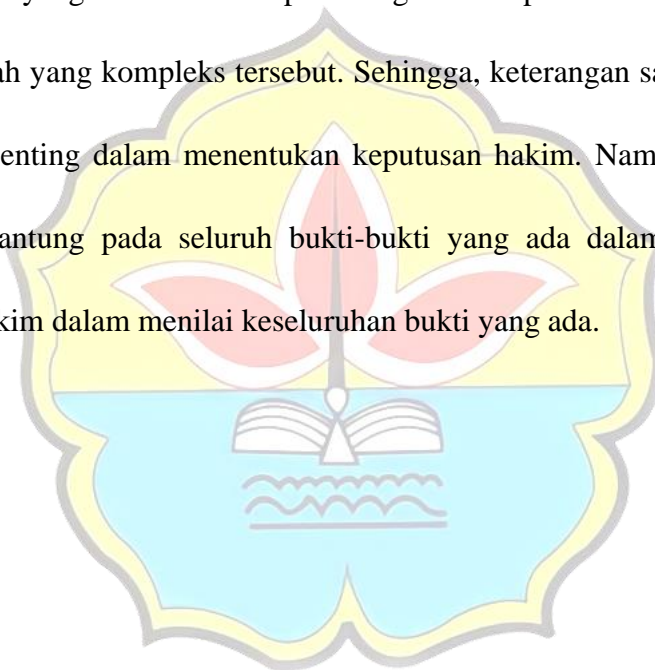 ah yang kompleks tersebut. Sehingga, keterangan sa
enting dalam menentukan keputusan hakim. Nam
antung pada seluruh bukti-bukti yang ada dalam
kim dalam menilai keseluruhan bukti yang ada.